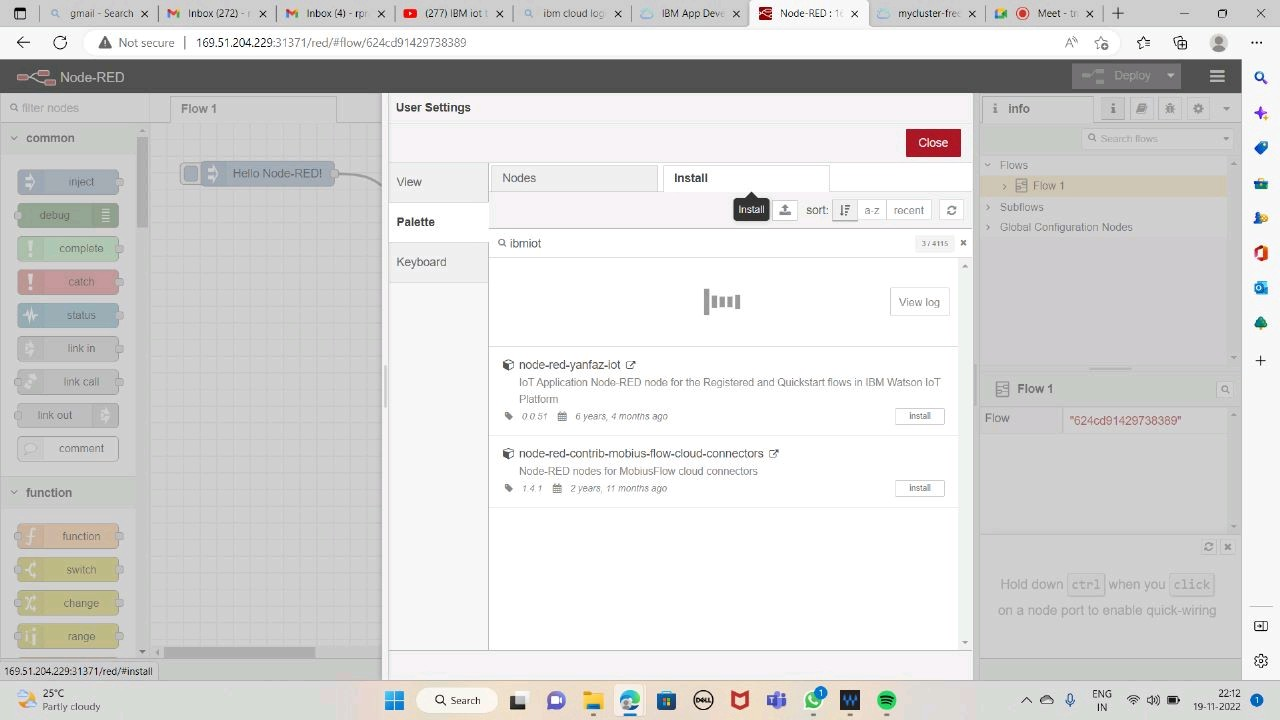 gmail - Search
Inbox (272) - r
Inbox (4) - rpr
(277) IBM iot t
ibm cloud log
IBM App Deve
Node-RED : 16
mycluster-free
Meet - tr
Not secure
169.51.204.229:31371/red/#flow/624cd91429738389
Node-RED
Deploy
filter nodes
common
inject
debug
complete
catch
status
link in
link call
link out
comment
function
function
switch
change
range
Flow 1
Hello Node-RED!
User Settings
Close
View
Palette
Keyboard
Nodes
Install
Install
sort:
a-z
recent
ibmiot
3 / 4115
View log
node-red-yanfaz-iot
IoT Application Node-RED node for the Registered and Quickstart flows in IBM Watson IoT
Platform
0.0.51
6 years, 4 months ago
install
node-red-contrib-mobius-flow-cloud-connectors
Node-RED nodes for MobiusFlow cloud connectors
1.4.1
2 years, 11 months ago
install
info
Search flows
Flows
Flow 1
Subflows
Global Configuration Nodes
Flow 1
Flow
"624cd91429738389"
Hold down ctrl when you click
on a node port to enable quick-wiring
169.51.204.229:31371/red/#install
25°C
Partly cloudy
Search
DELL
1
ENG
IN
22:12
19-11-2022
1